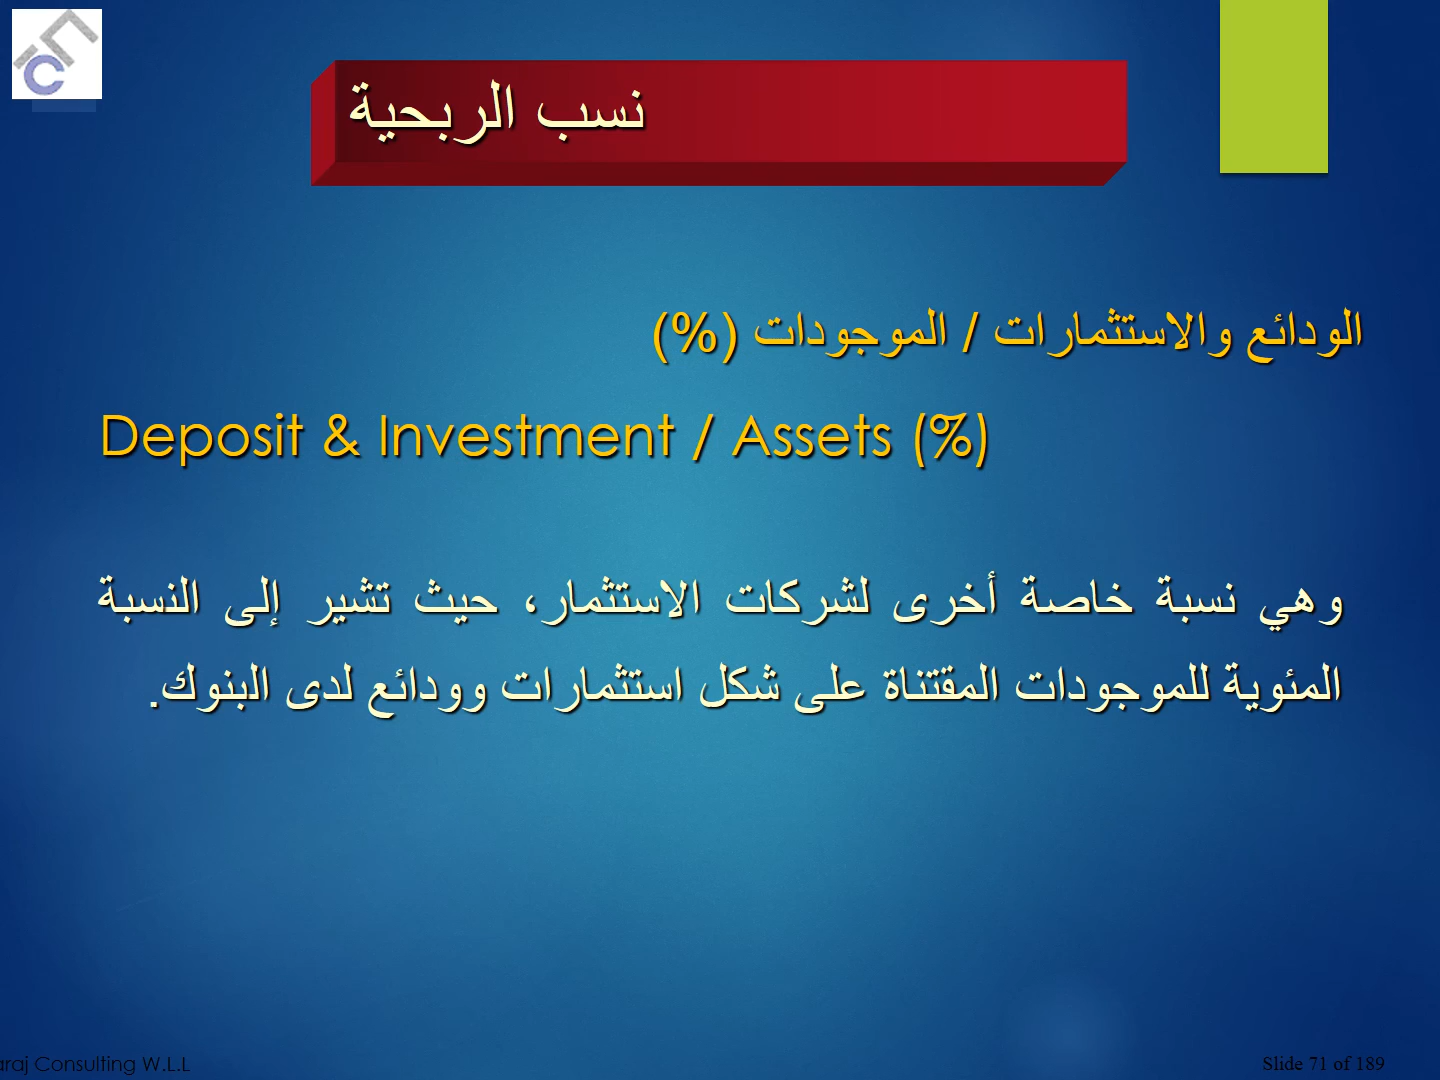 نسب الربحية
الودائع والاستثمارات / الموجودات (%)
Deposit & Investment / Assets (%)
وهي نسبة خاصة أخرى لشركات الاستثمار، حيث تشير إلى النسبة
المئوية للموجودات المقتناة على شكل استثمارات وودائع لدى البنوك.
Consulting W.L.L
Slide 71 of 189